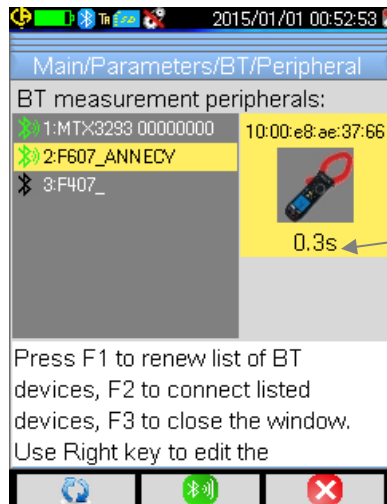 2015/01/01 00:52:53
Main/Parameters/BT/Peripheral
BT measurement peripherals:
1:MTX3293 00000000
10:00:e8:ae:37:66
2:F607_ANNECY
3:F407_
0.3s
Press F1 to renew list of BT
devices, F2 to connect listed
devices, F3 to close the window.
Use Right key to edit the